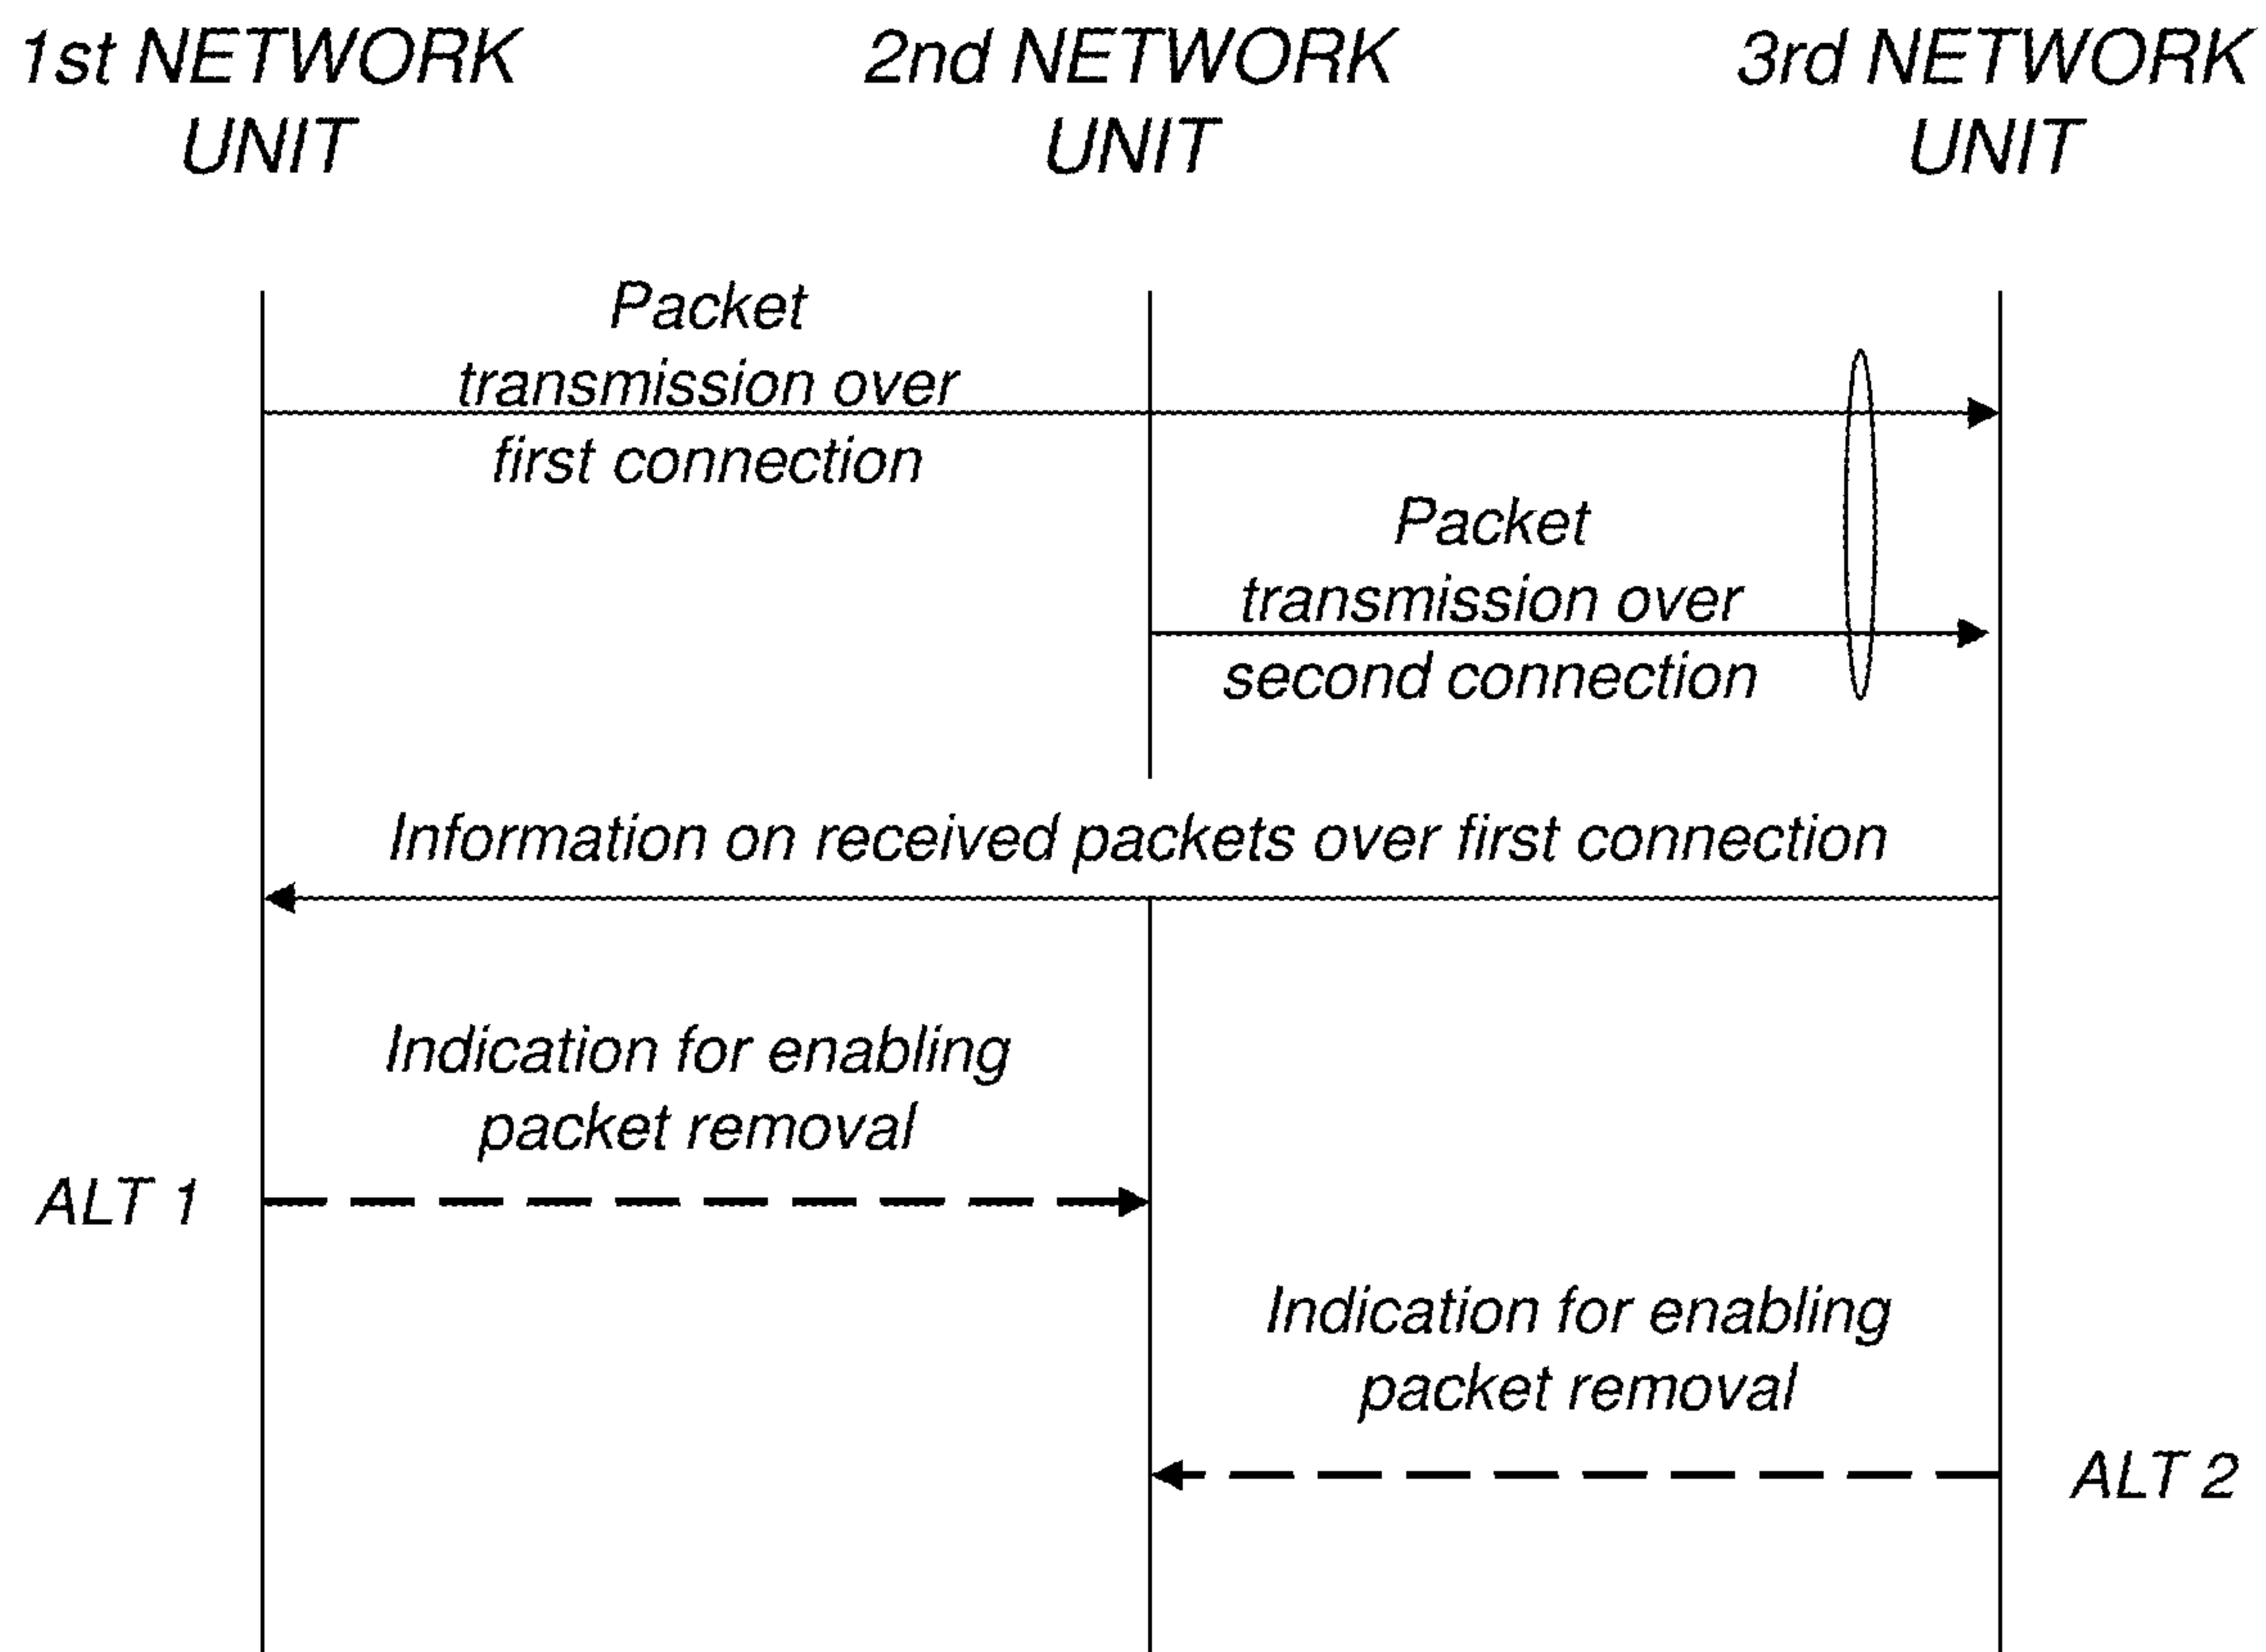 1st NETWORK
UNIT
2nd NETWORK
UNIT
3rd NETWORK
UNIT
Packet
transmission over
first connection
Packet
transmission over
second connection
Information on received packets over first connection
Indication for enabling
packet removal
ALT 1
Indication for enabling
packet removal
ALT 2